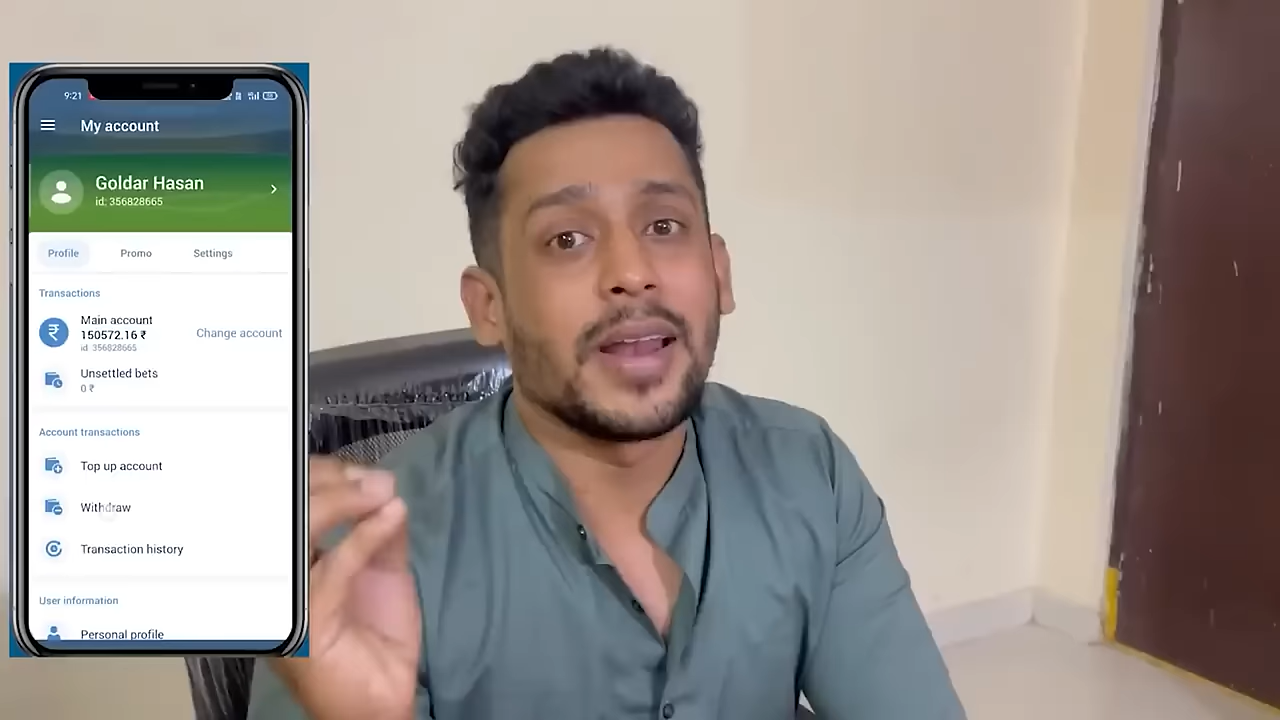 9:21
My account
Goldar Hasan
id: 356828665
Profile Promo Settings
Transactions
Main account
150572.16 ₹
id 356828665
Change account
Unsettled bets
0 ₹
Account transactions
Top up account
Withdraw
Transaction history
User information
Personal profile